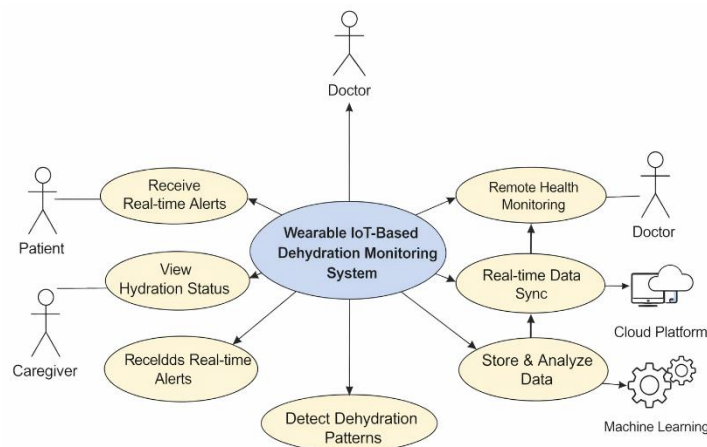 Doctor
Receive
Real-time Alerts
Patient
Remote Health
Monitoring
Doctor
Wearable IoT-Based
Dehydration Monitoring
System
View
Hydration Status
Caregiver
Real-time Data
Sync
Cloud Platform
Receldds Real-time
Alerts
Store & Analyze
Data
Machine Learning
Detect Dehydration
Patterns